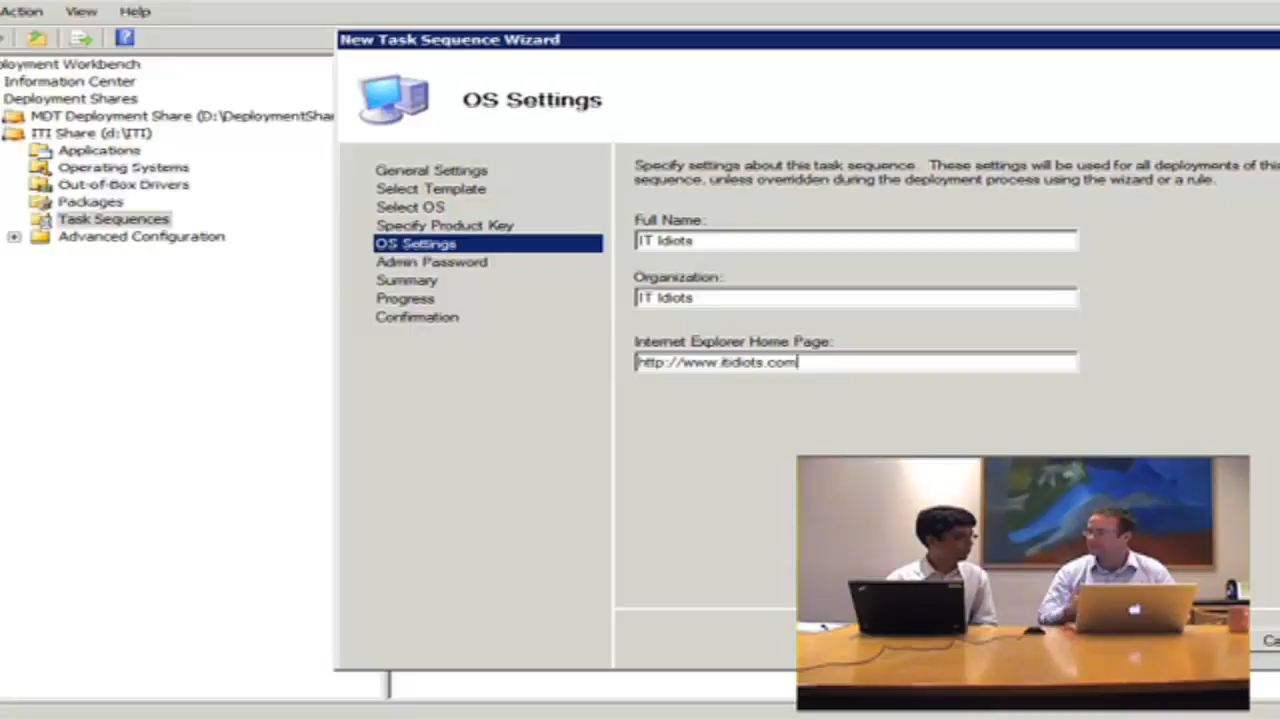 Action View Help
New Task Sequence Wizard
ployment Workbench
Information Center
Deployment Shares
MDT Deployment Share (D:\DeploymentShar
ITI Share (d:\ITI)
Applications
Operating Systems
Out-of-Box Drivers
Packages
Task Sequences
Advanced Configuration
OS Settings
General Settings
Select Template
Select OS
Specify Product Key
OS Settings
Admin Password
Summary
Progress
Confirmation
Specify settings about this task sequence. These settings will be used for all deployments of this
sequence, unless overridden during the deployment process using the wizard or a rule.
Full Name:
IT Idiots
Organization:
IT Idiots
Internet Explorer Home Page:
http://www.itidiots.com
Ca